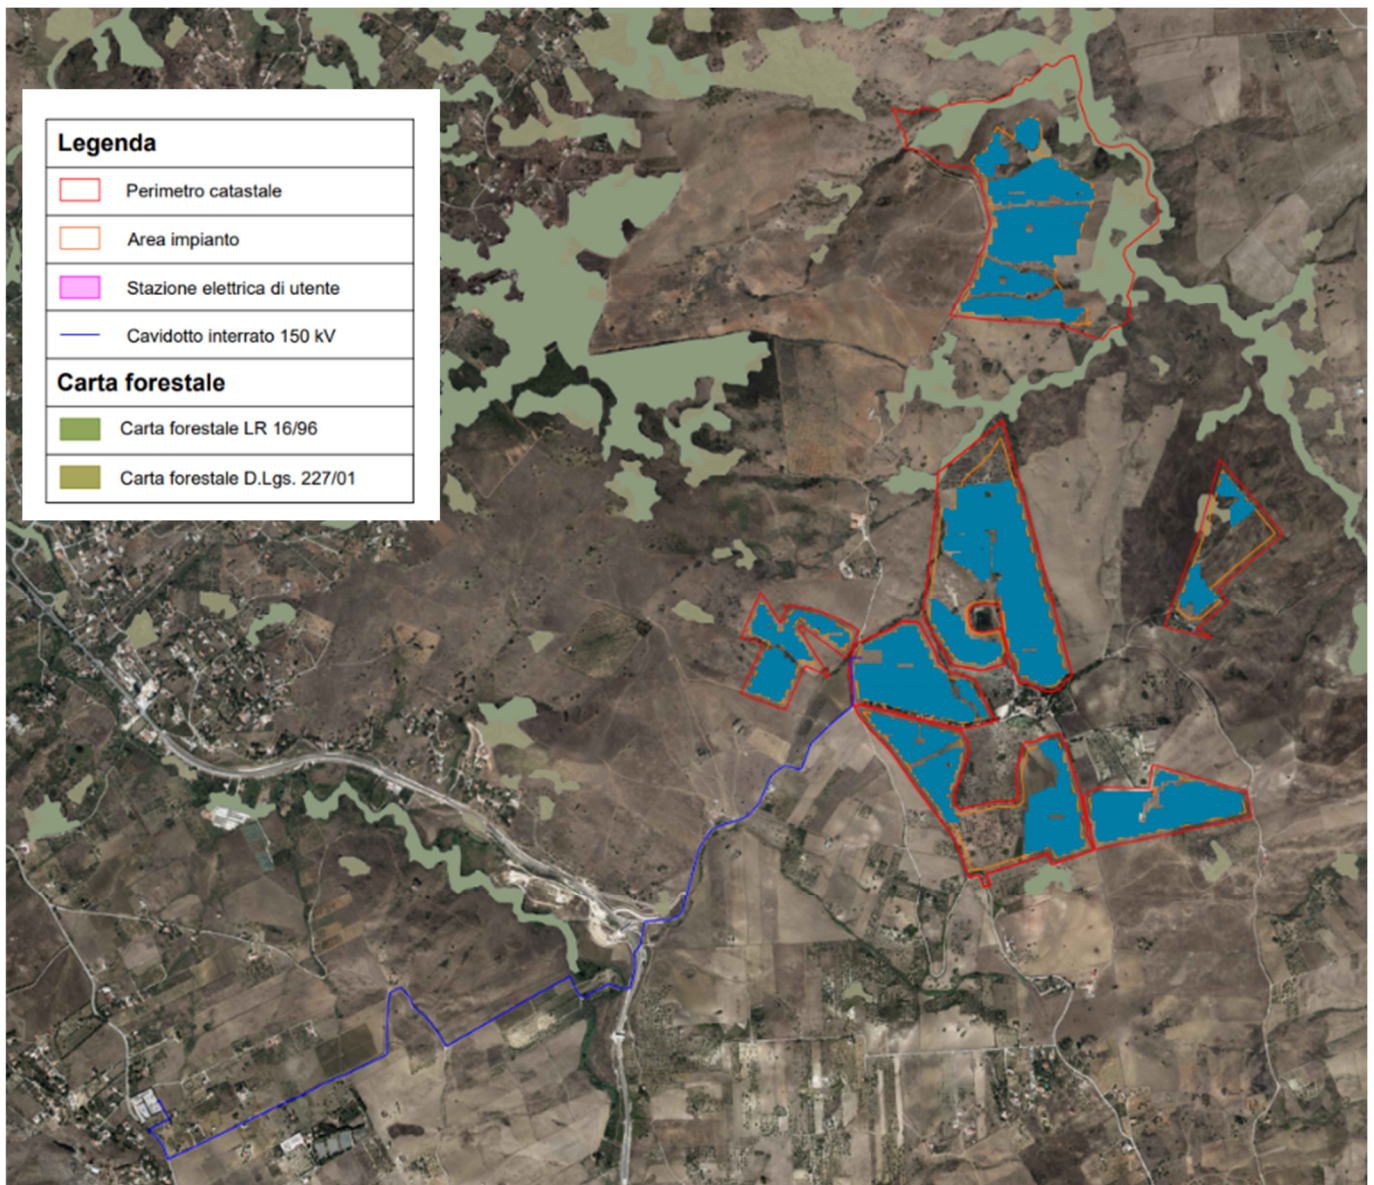 Legenda
Perimetro catastale
Area impianto
Stazione elettrica di utente
Cavidotto interrato 150 kV
Carta forestale
Carta forestale LR 16/96
Carta forestale D.Lgs. 227/01